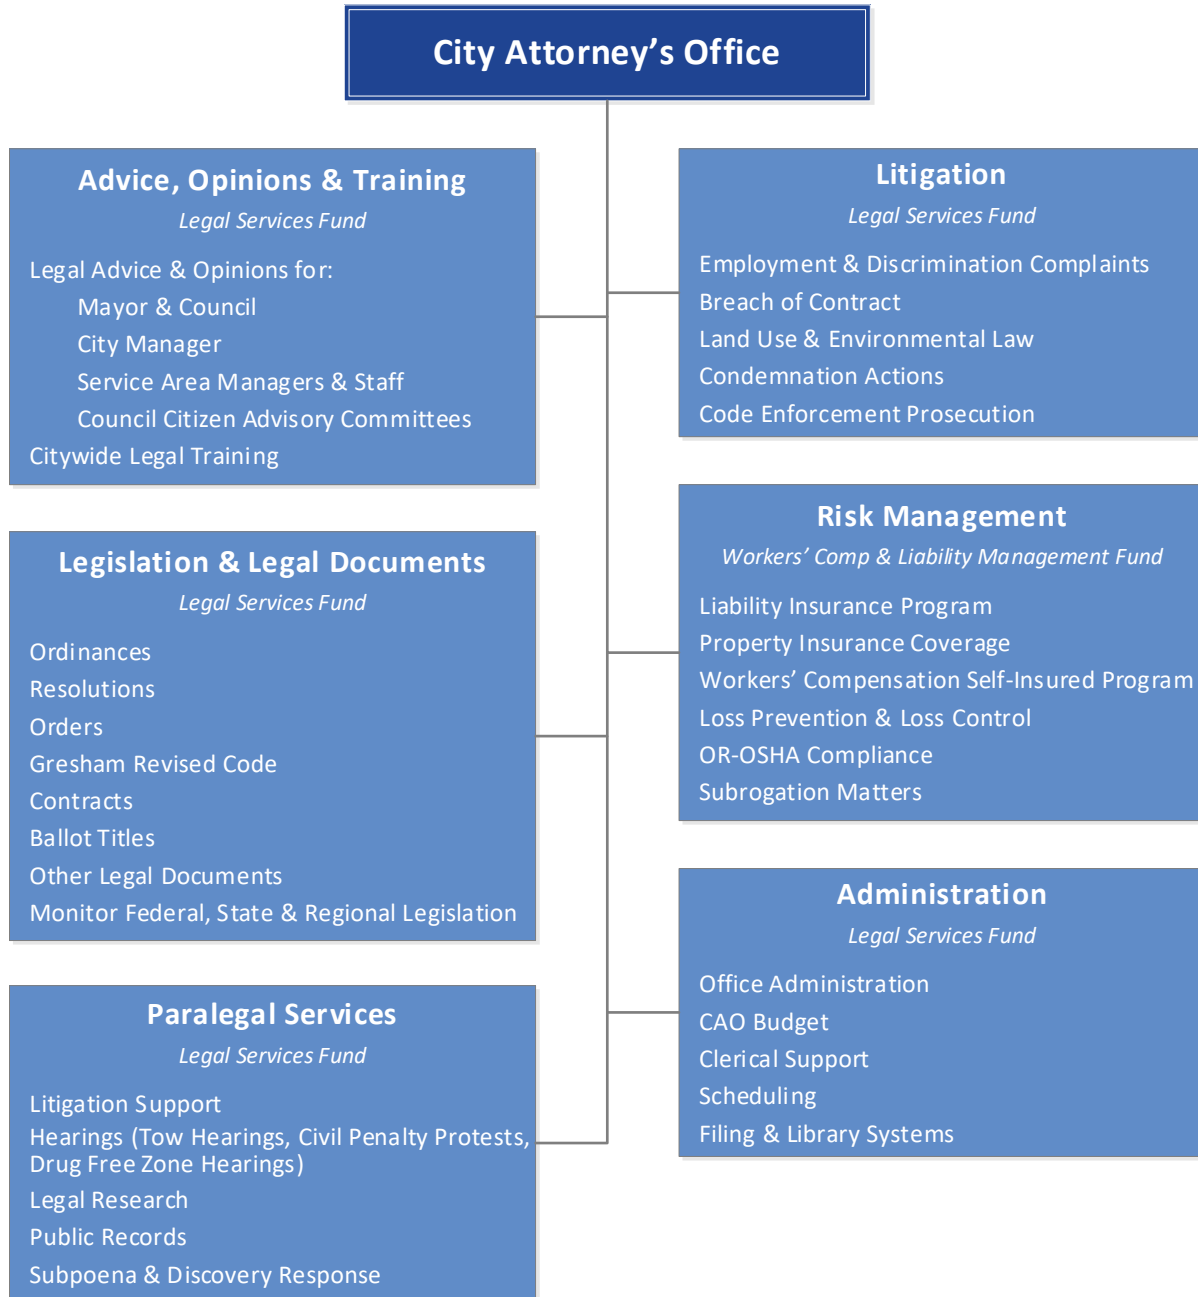 City Attorney’s Office
Advice, Opinions & Training
Legal Services Fund
Legal Advice & Opinions for:
Mayor & Council
City Manager
Service Area Managers & Staff
Council Citizen Advisory Committees
Citywide Legal Training
Litigation
Legal Services Fund
Employment & Discrimination Complaints
Breach of Contract
Land Use & Environmental Law
Condemnation Actions
Code Enforcement Prosecution
Legislation & Legal Documents
Legal Services Fund
Ordinances
Resolutions
Orders
Gresham Revised Code
Contracts
Ballot Titles
Other Legal Documents
Monitor Federal, State & Regional Legislation
Risk Management
Workers’ Comp & Liability Management Fund
Liability Insurance Program
Property Insurance Coverage
Workers’ Compensation Self-Insured Program
Loss Prevention & Loss Control
OR-OSHA Compliance
Subrogation Matters
Paralegal Services
Legal Services Fund
Litigation Support
Hearings (Tow Hearings, Civil Penalty Protests,
Drug Free Zone Hearings)
Legal Research
Public Records
Subpoena & Discovery Response
Administration
Legal Services Fund
Office Administration
CAO Budget
Clerical Support
Scheduling
Filing & Library Systems